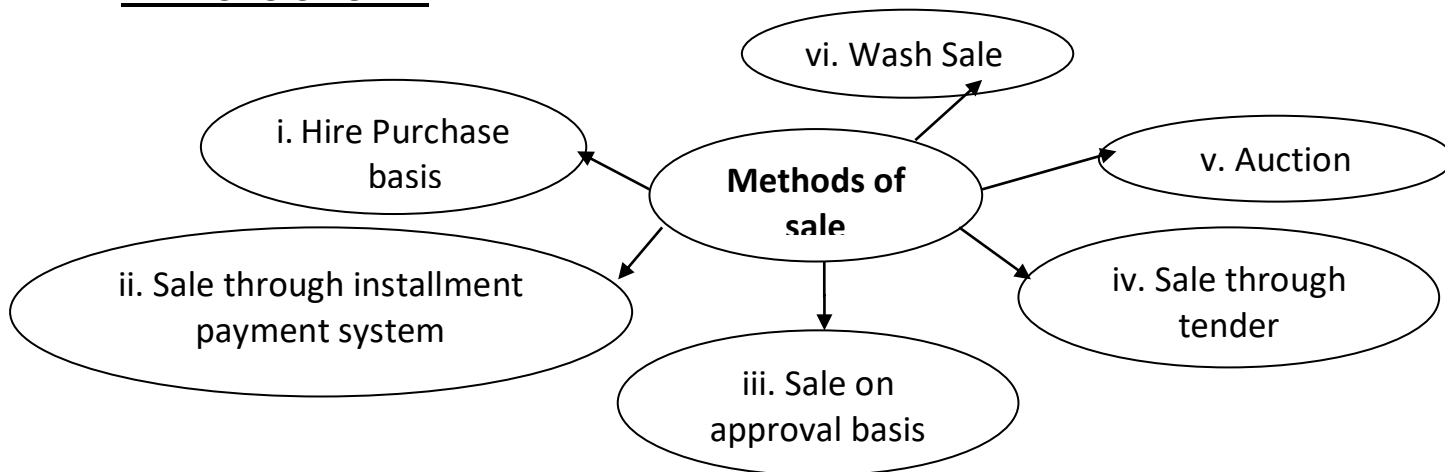 vi. Wash Sale
i. Hire Purchase
basis
Methods of
sale
v. Auction
ii. Sale through installment
payment system
iv. Sale through
tender
iii. Sale on
approval basis